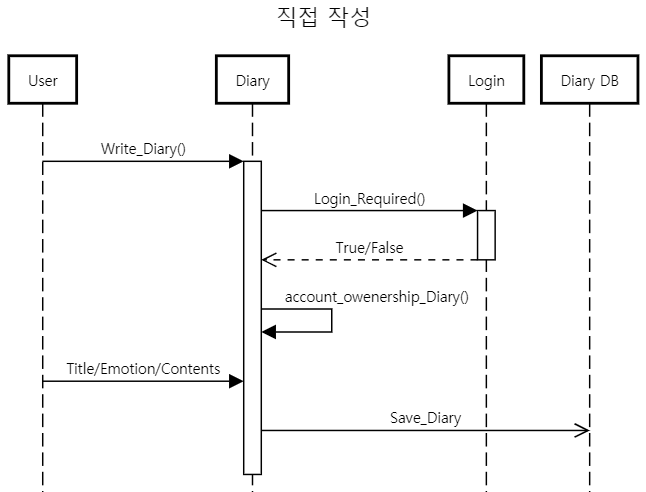 직접 작성
User
Diary
Login
Diary DB
Write_Diary()
Login_Required()
True/False
account_owenership_Diary()
Title/Emotion/Contents
Save_Diary